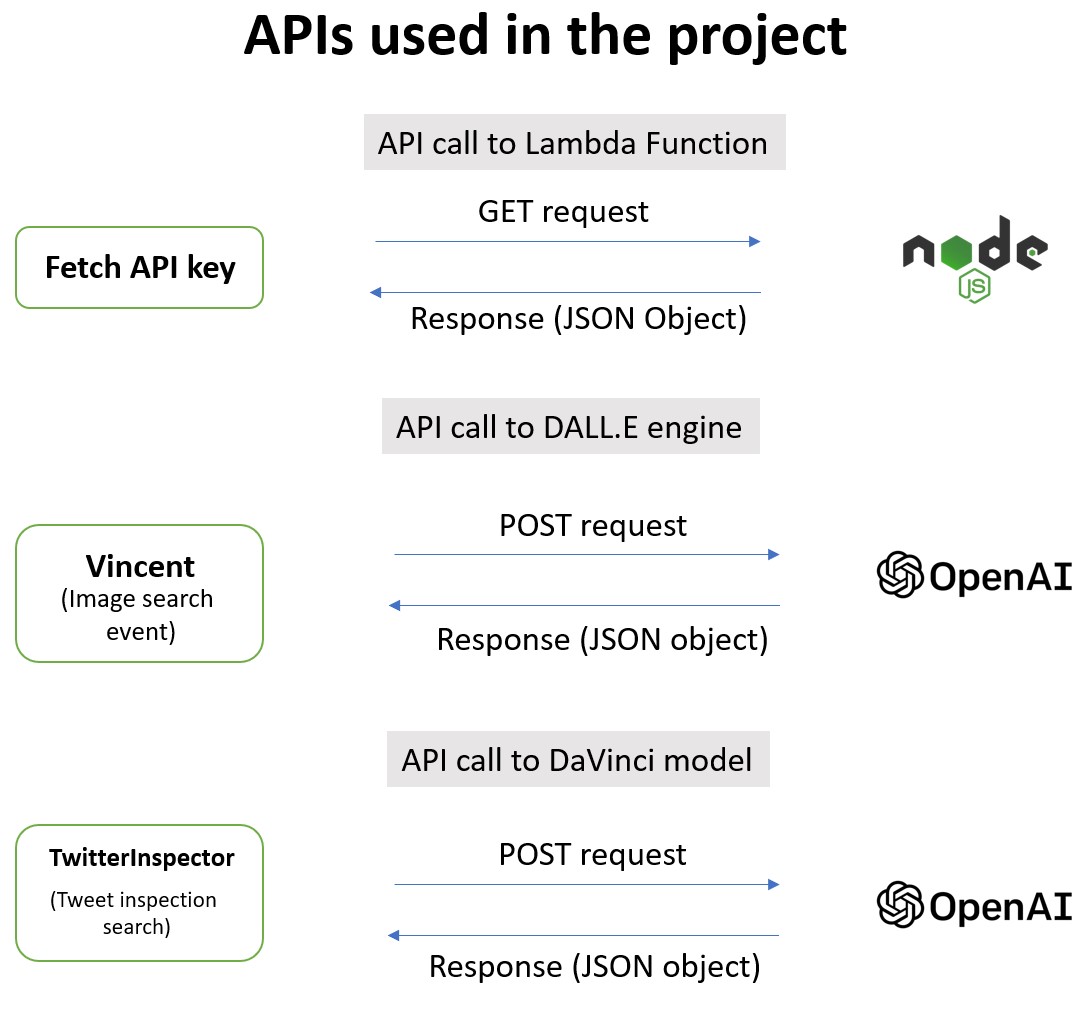 APIs used in the project
API call to Lambda Function
GET request
Fetch API key
node
JS
Response (JSON Object)
API call to DALL.E engine
POST request
Vincent
(Image search
event)
OpenAI
Response (JSON object)
API call to DaVinci model
POST request
TwitterInspector
(Tweet inspection
search)
OpenAI
Response (JSON object)